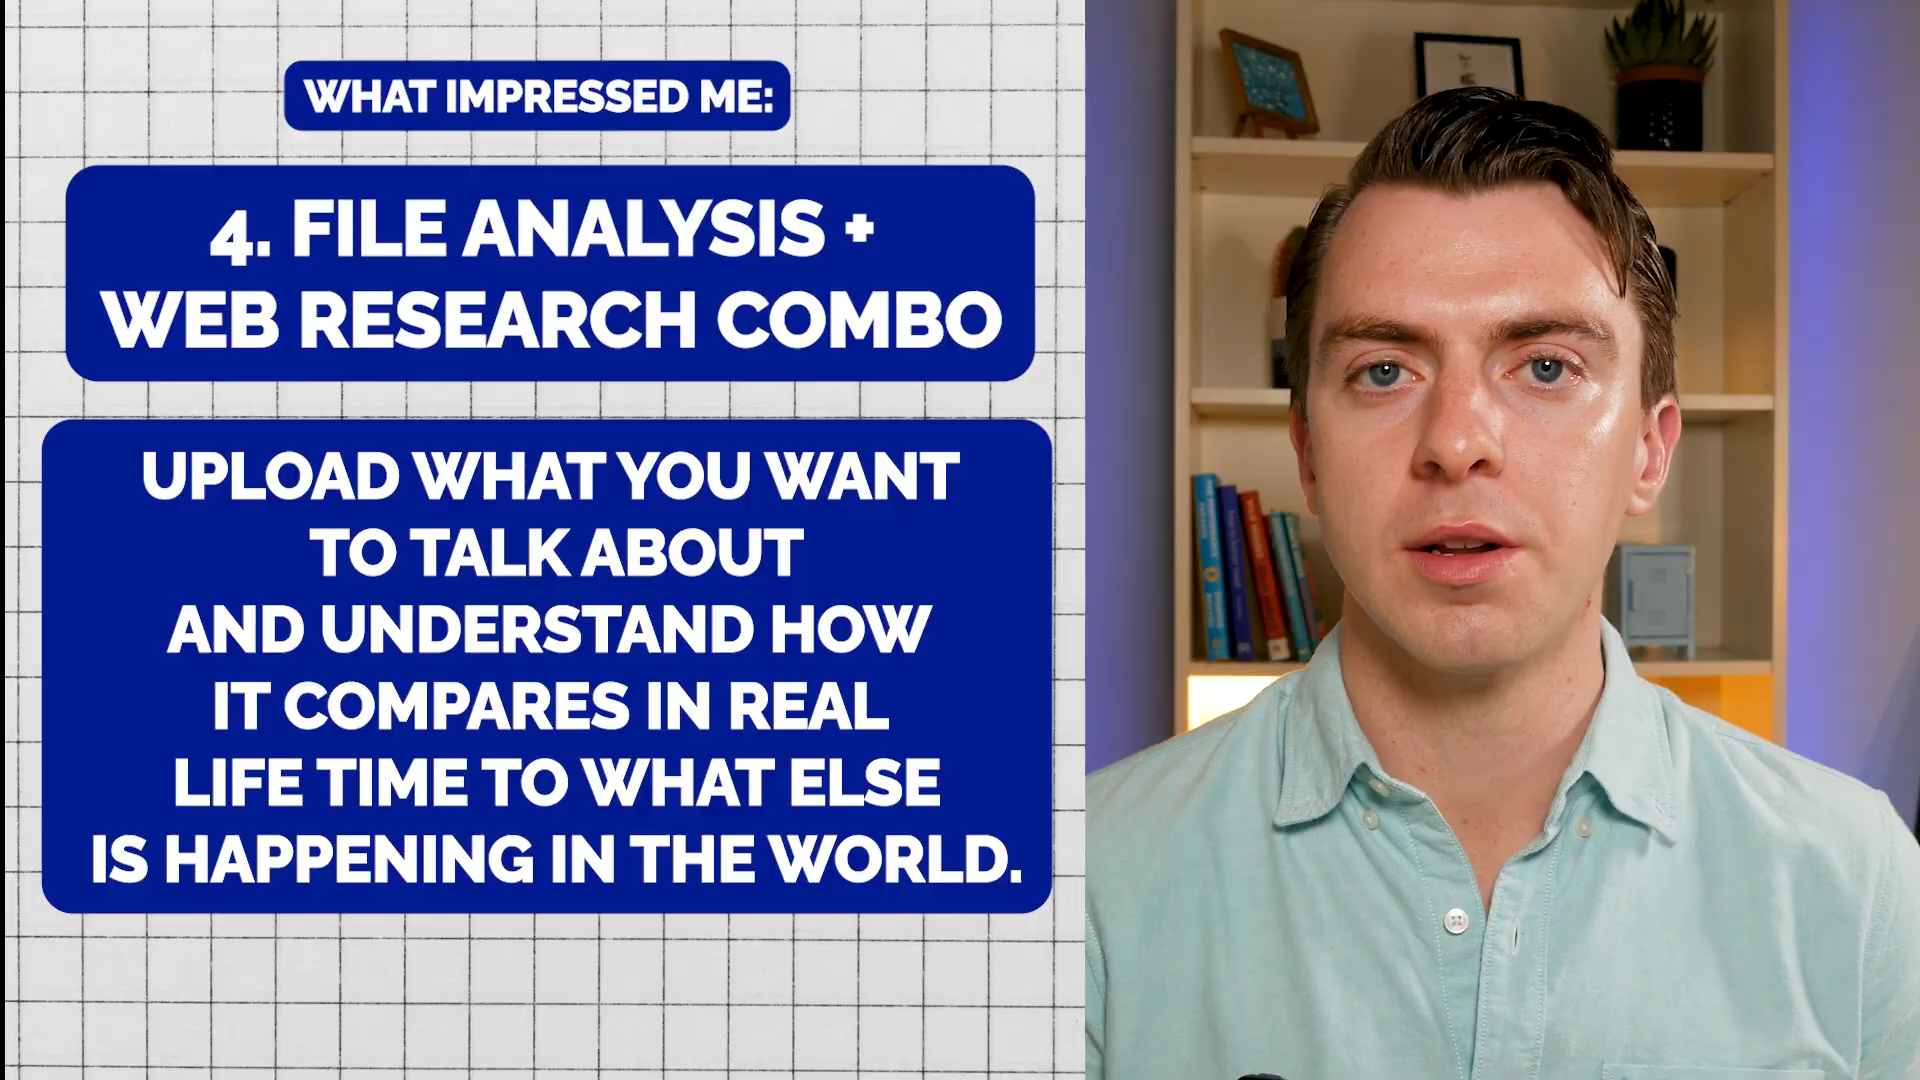 WHAT IMPRESSED ME:
4. FILE ANALYSIS +
WEB RESEARCH COMBO
UPLOAD WHAT YOU WANT
TO TALK ABOUT
AND UNDERSTAND HOW
IT COMPARES IN REAL
LIFE TIME TO WHAT ELSE
IS HAPPENING IN THE WORLD.